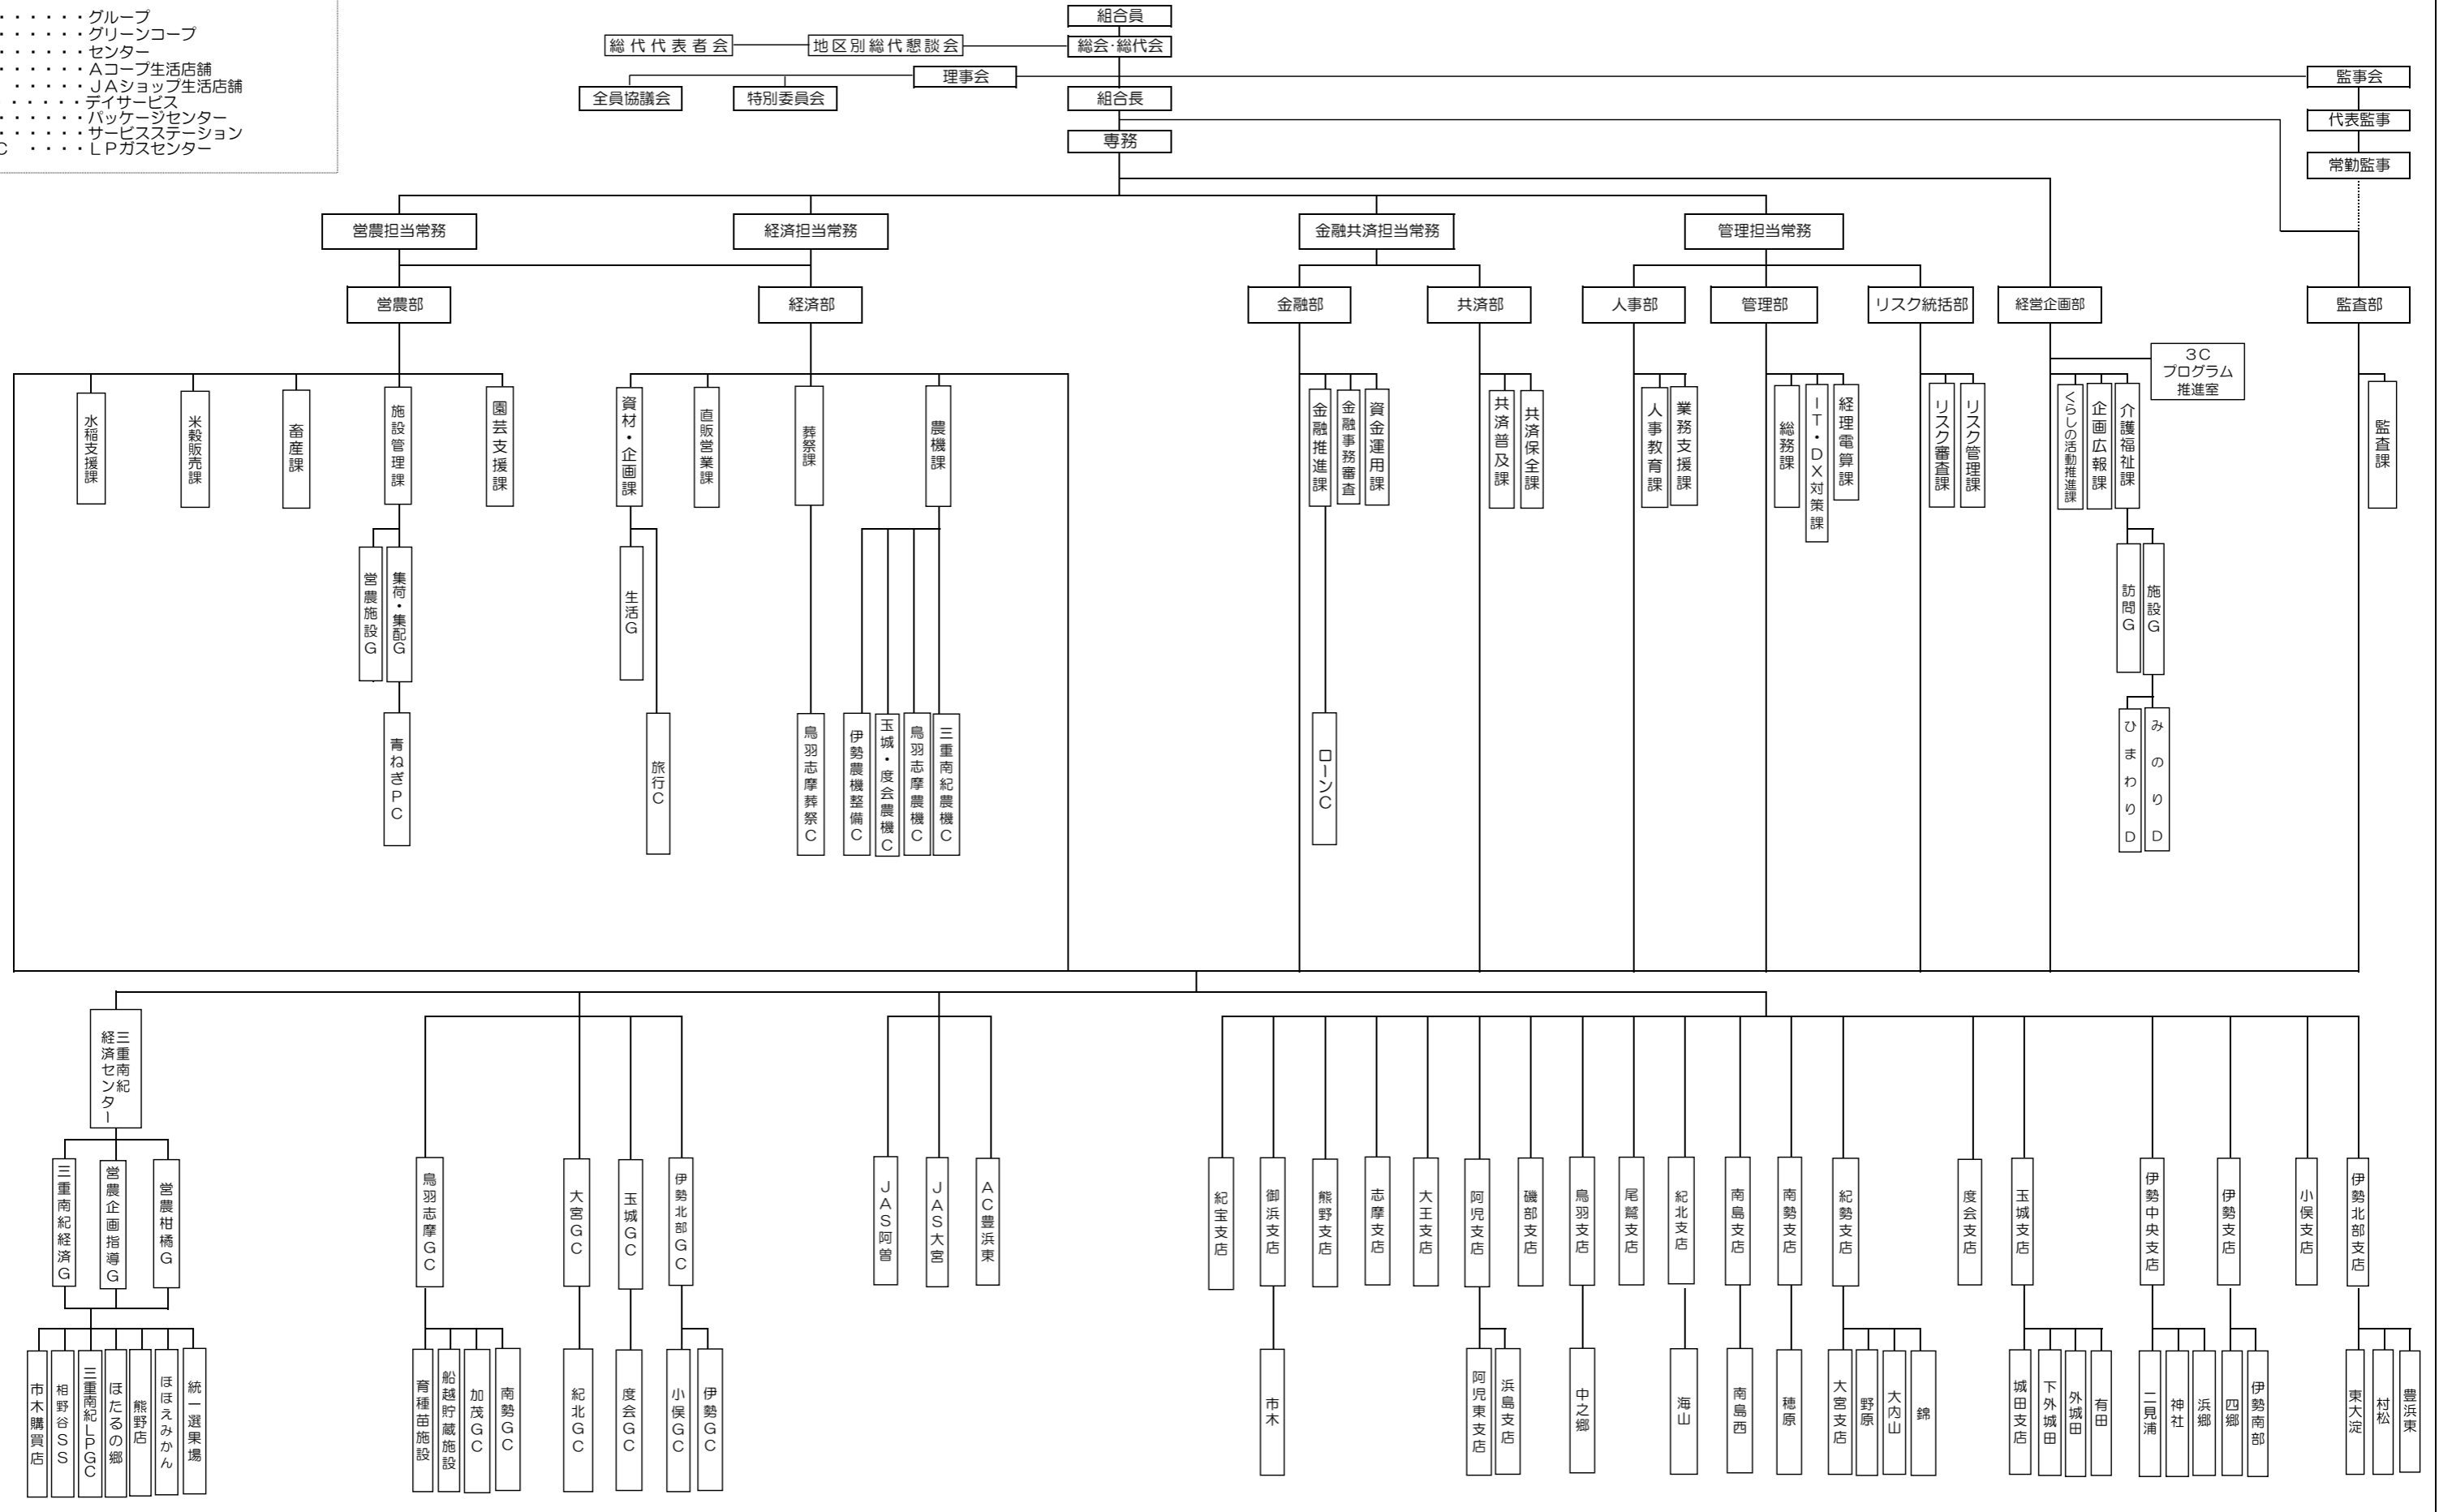 ・・・・・・グループ
・・・・・・グリーンコープ
・・・・・・センター
・・・・・・Ａコープ生活店舗
・・・・・ＪＡショップ生活店舗
・・・・・・デイサービス
・・・・・・パッケージセンター
・・・・・・サービスステーション
Ｃ　・・・・ＬＰガスセンター
組合員
総代代表者会
地区別総代懇談会
総会・総代会
理事会
監事会
全員協議会
特別委員会
組合長
代表監事
専務
常勤監事
営農担当常務
経済担当常務
金融共済担当常務
管理担当常務
営農部
経済部
金融部
共済部
人事部
管理部
リスク統括部
経営企画部
監査部
３Ｃ
プログラム
推進室
水稲支援課
米穀販売課
畜産課
施設管理課
園芸支援課
資材・企画課
直販営業課
葬祭課
農機課
金融推進課
金融事務審査
資金運用課
共済普及課
共済保全課
人事教育課
業務支援課
総務課
ＩＴ・ＤＸ対策課
経理電算課
リスク審査課
リスク管理課
くらしの活動推進課
企画広報課
介護福祉課
監査課
営農施設Ｇ
集荷・集配Ｇ
生活Ｇ
訪問Ｇ
施設Ｇ
青ねぎＰＣ
旅行Ｃ
鳥羽志摩葬祭Ｃ
伊勢農機整備Ｃ
玉城・度会農機Ｃ
鳥羽志摩農機Ｃ
三重南紀農機Ｃ
ローンＣ
ひまわりＤ
みのりＤ
三重南紀
経済センター
三重南紀経済Ｇ
営農企画指導Ｇ
営農柑橘Ｇ
鳥羽志摩ＧＣ
大宮ＧＣ
玉城ＧＣ
伊勢北部ＧＣ
ＪＡＳ阿曽
ＪＡＳ大宮
ＡＣ豊浜東
紀宝支店
御浜支店
熊野支店
志摩支店
大王支店
阿児支店
磯部支店
鳥羽支店
尾鷲支店
紀北支店
南島支店
南勢支店
紀勢支店
度会支店
玉城支店
伊勢中央支店
伊勢支店
小俣支店
伊勢北部支店
市木購買店
相野谷ＳＳ
三重南紀ＬＰＧＣ
ほたるの郷
熊野店
ほほえみかん
統一選果場
育種苗施設
船越貯蔵施設
加茂ＧＣ
南勢ＧＣ
紀北ＧＣ
度会ＧＣ
小俣ＧＣ
伊勢ＧＣ
市木
阿児東支店
浜島支店
中之郷
海山
南島西
穂原
大宮支店
野原
大内山
錦
城田支店
下外城田
外城田
有田
二見浦
神社
浜郷
四郷
伊勢南部
東大淀
村松
豊浜東